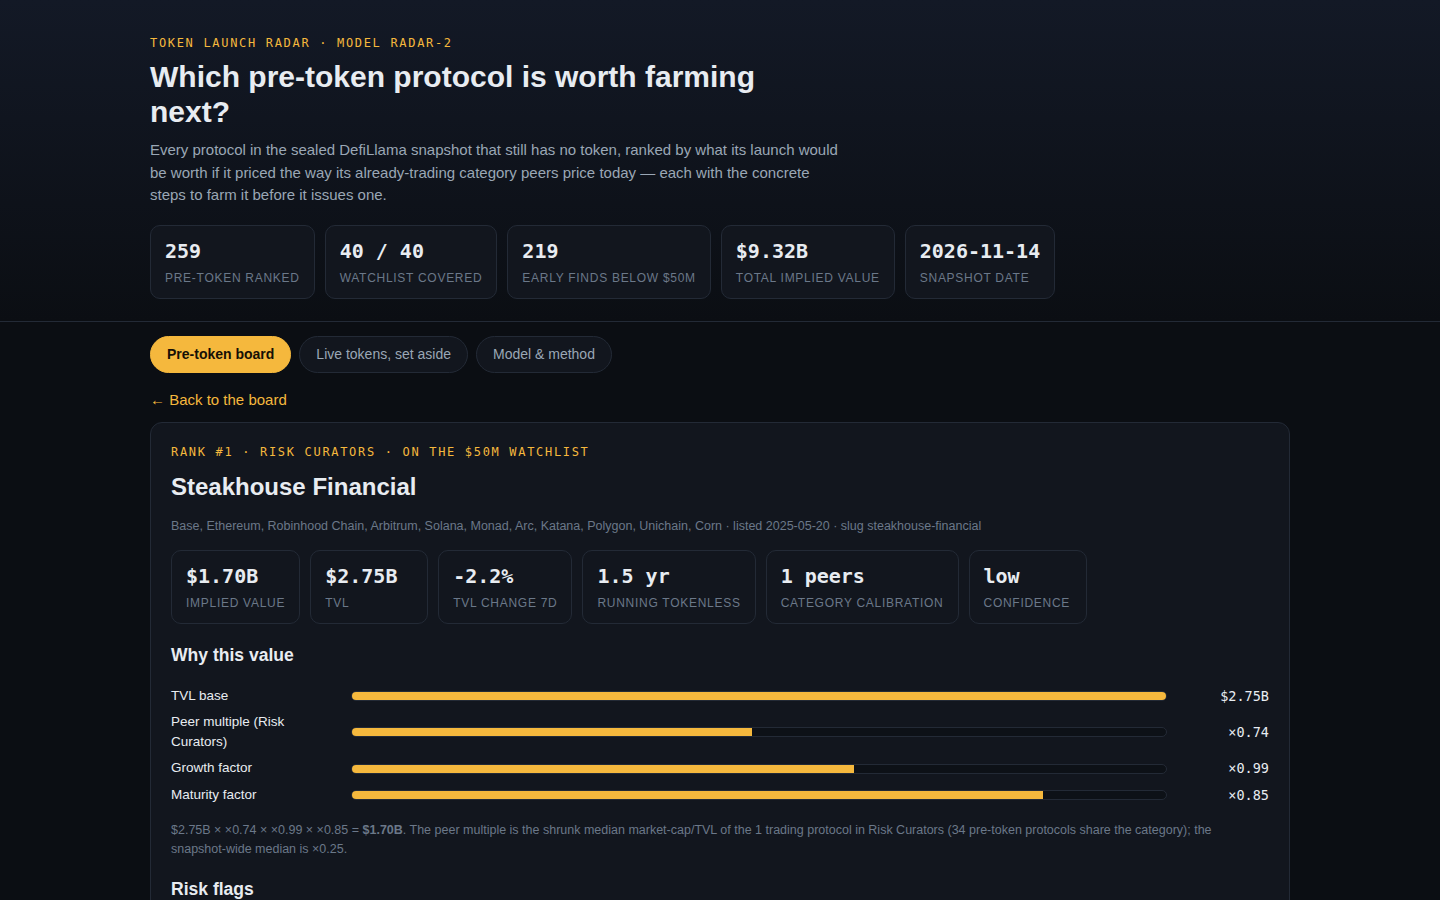 TOKEN LAUNCH RADAR · MODEL RADAR-2
Which pre-token protocol is worth farming
next?
Every protocol in the sealed DefiLlama snapshot that still has no token, ranked by what its launch would
be worth if it priced the way its already-trading category peers price today — each with the concrete
steps to farm it before it issues one.
259
PRE-TOKEN RANKED
40 / 40
WATCHLIST COVERED
219
EARLY FINDS BELOW $50M
$9.32B
TOTAL IMPLIED VALUE
2026-11-14
SNAPSHOT DATE
Pre-token board
Live tokens, set aside
Model & method
← Back to the board
RANK #1 · RISK CURATORS · ON THE $50M WATCHLIST
Steakhouse Financial
Base, Ethereum, Robinhood Chain, Arbitrum, Solana, Monad, Arc, Katana, Polygon, Unichain, Corn · listed 2025-05-20 · slug steakhouse-financial
$1.70B
IMPLIED VALUE
$2.75B
TVL
-2.2%
TVL CHANGE 7D
1.5 yr
RUNNING TOKENLESS
1 peers
CATEGORY CALIBRATION
low
CONFIDENCE
Why this value
TVL base $2.75B
Peer multiple (Risk
Curators) ×0.74
Growth factor ×0.99
Maturity factor ×0.85
$2.75B × ×0.74 × ×0.99 × ×0.85 = $1.70B. The peer multiple is the shrunk median market-cap/TVL of the 1 trading protocol in Risk Curators (34 pre-token protocols share the category); the
snapshot-wide median is ×0.25.
Risk flags